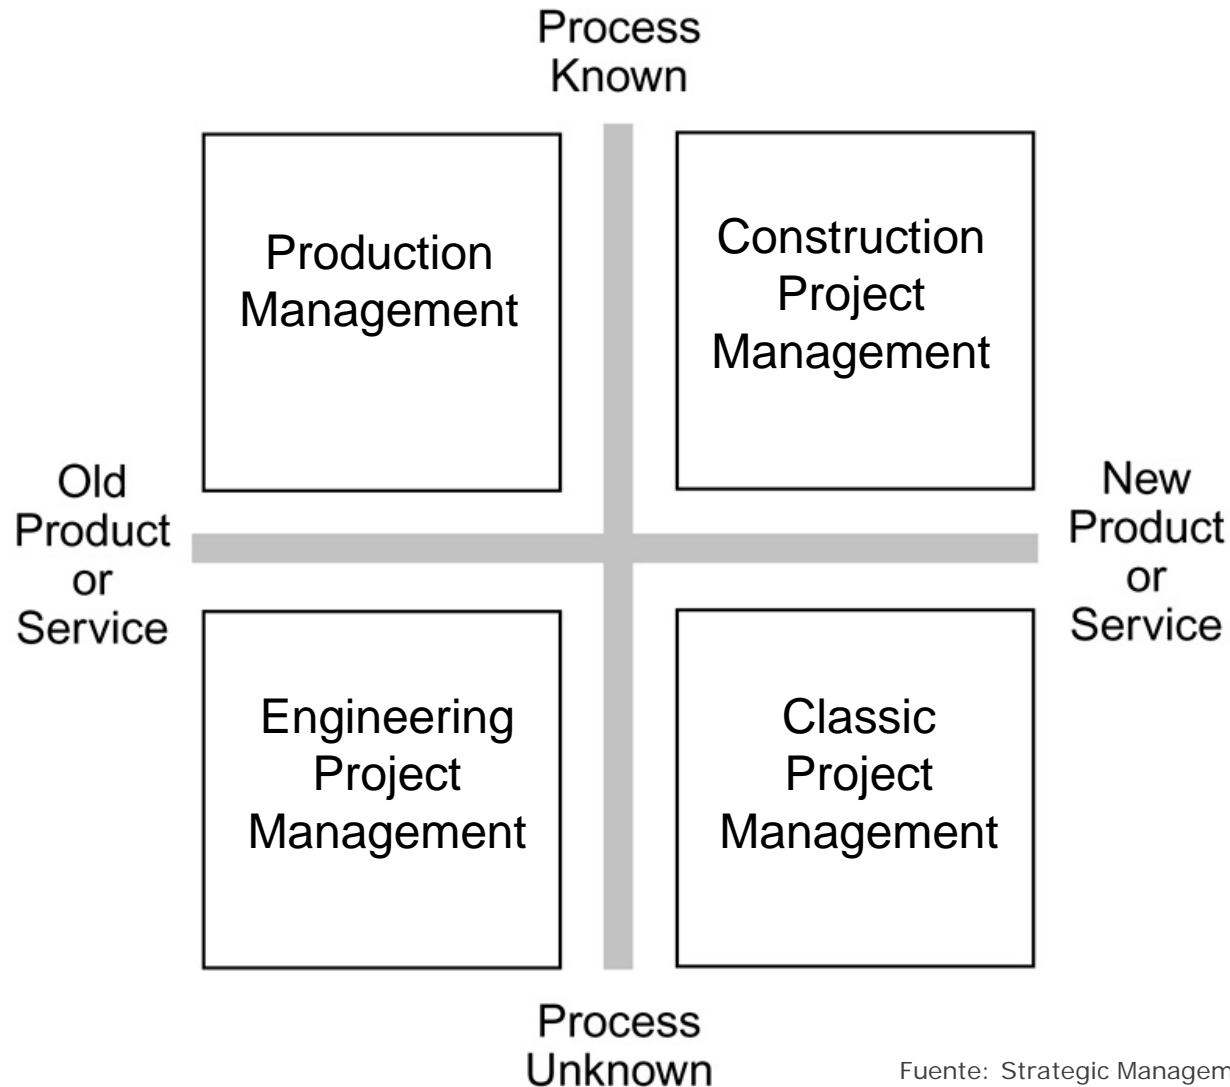 Process
Known
Production
Management
Construction
Project
Management
Old
Product
or
Service
New
Product
or
Service
Engineering
Project
Management
Classic
Project
Management
Process
Unknown
Fuente: Strategic Managem